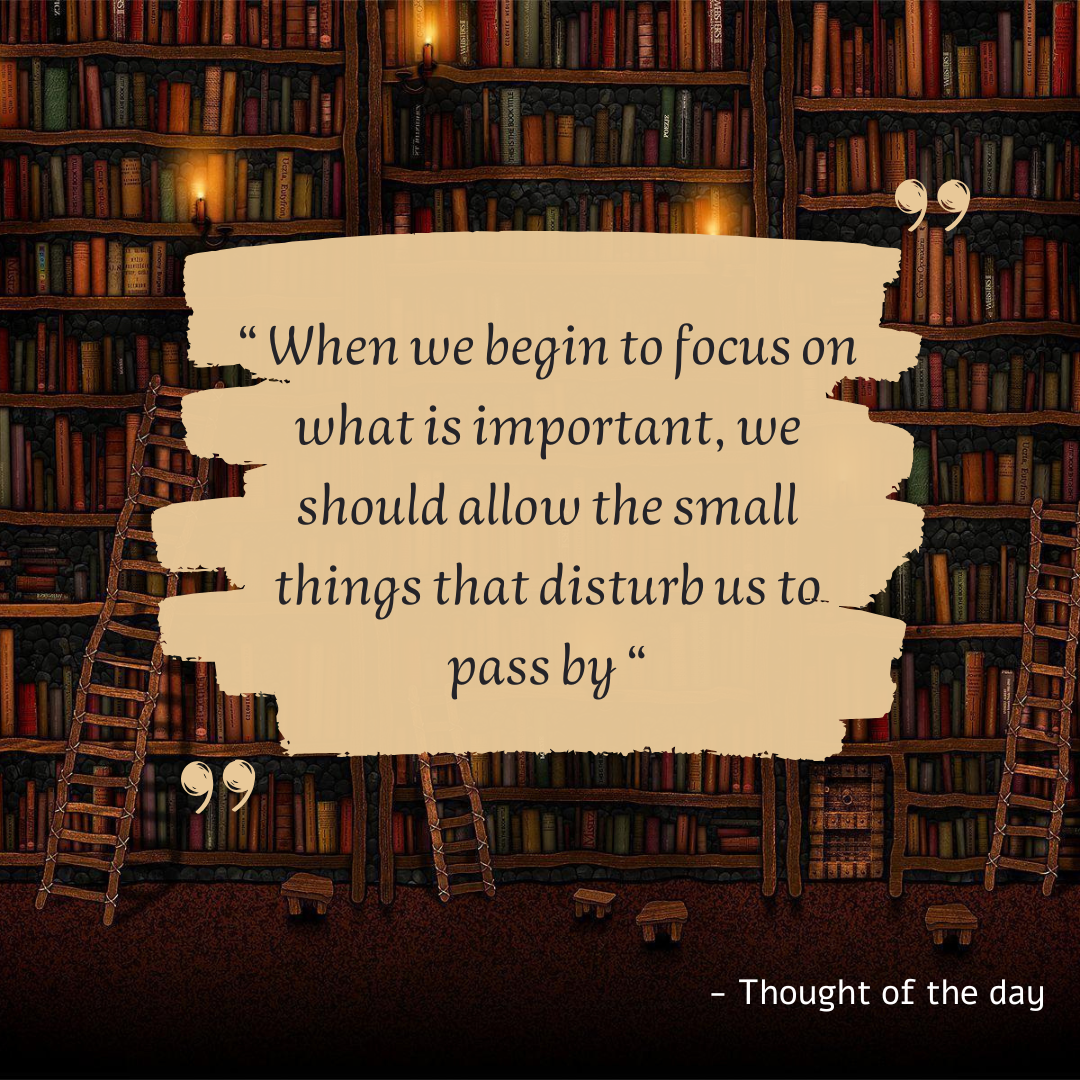 “ When we begin to focus on
what is important, we
should allow the small
things that disturb us to
pass by “
– Thought of the day